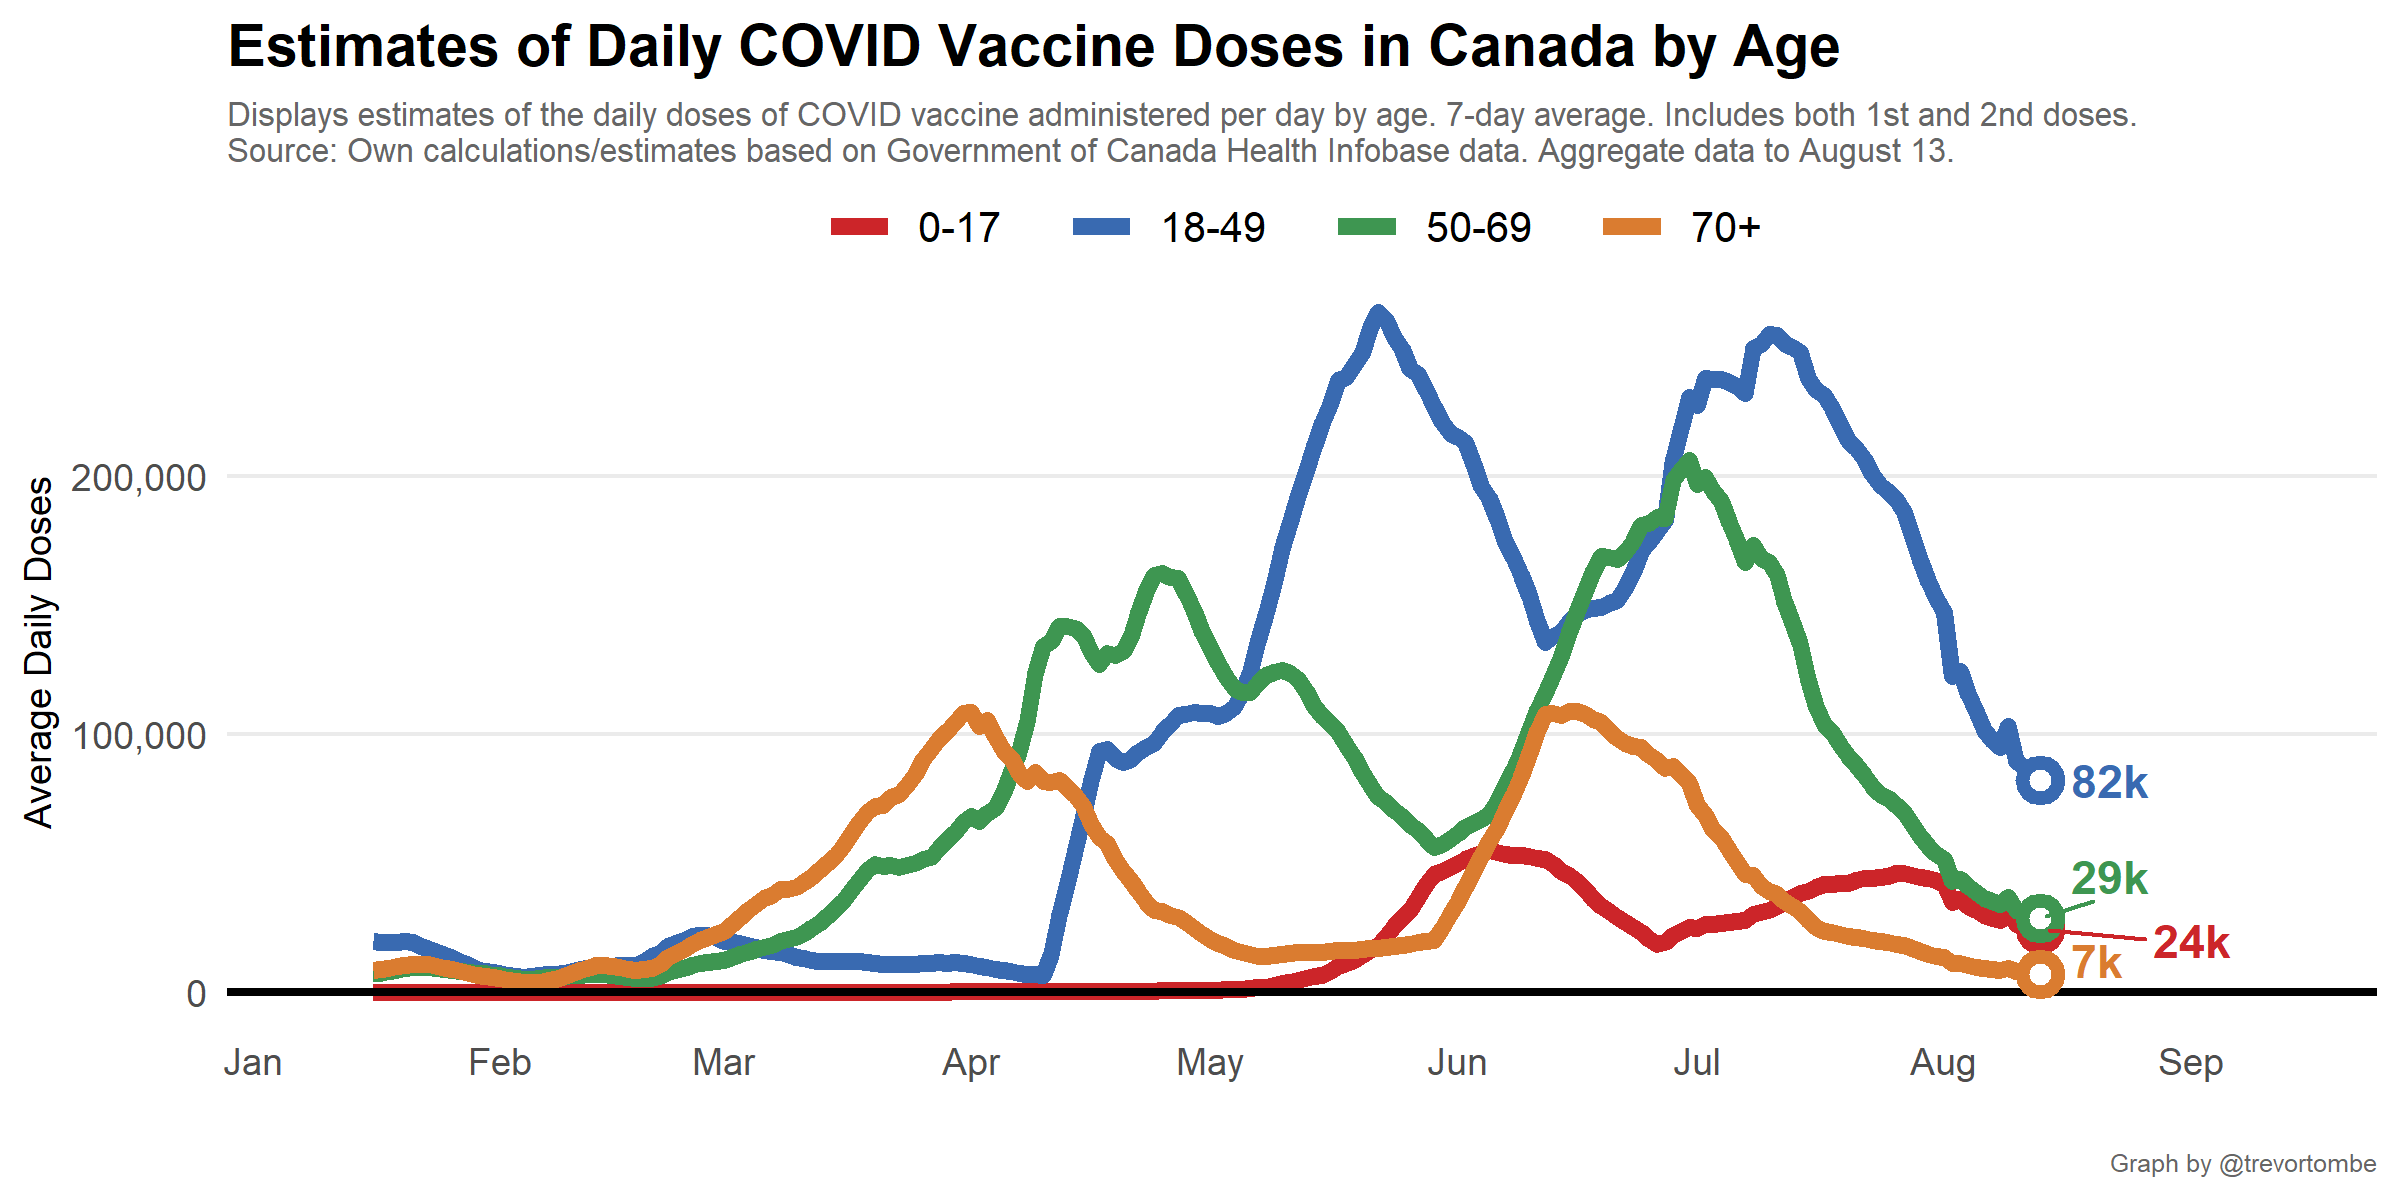 Estimates of Daily COVID Vaccine Doses in Canada by Age
Displays estimates of the daily doses of COVID vaccine administered per day by age. 7-day average. Includes both 1st and 2nd doses.
Source: Own calculations/estimates based on Government of Canada Health Infobase data. Aggregate data to August 13.
0-17 18-49 50-69 70+
Average Daily Doses
200,000
100,000
0
82k
29k
24k
7k
Jan Feb Mar Apr May Jun Jul Aug Sep
Graph by @trevortombe